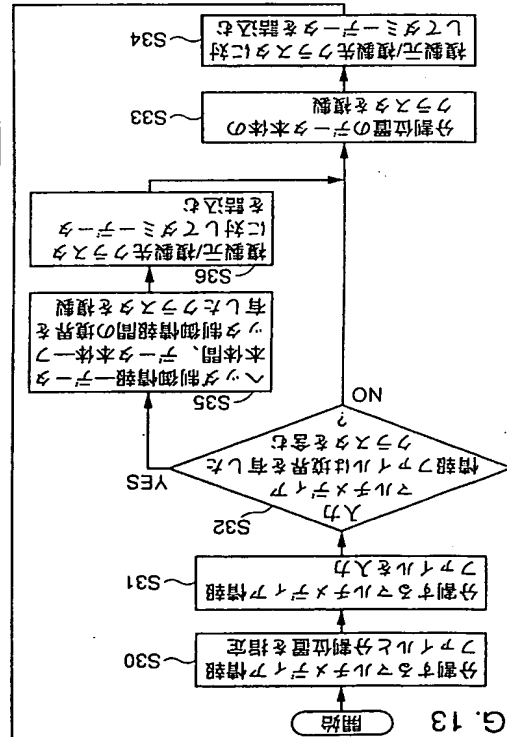 G. 13
開始
分割するマルチメディア情報
ファイルと分割位置を指定
S30
分割するマルチメディア情報
ファイルを入力
S31
S32
入力
マルチメディア
情報ファイルは境界を有した
クラスタを含む
?
YES
NO
S35
ヘッダ制御情報ーデータ
本体間、データ本体ーフ
ッタ制御情報間の境界を
有したクラスタを複製
S36
複製元/複製先クラスタ
に対してダミーデータ
を詰込む
分割位置のデータ本体の
クラスタを複製
S33
複製元/複製先クラスタに対
してダミーデータを詰込む
S34